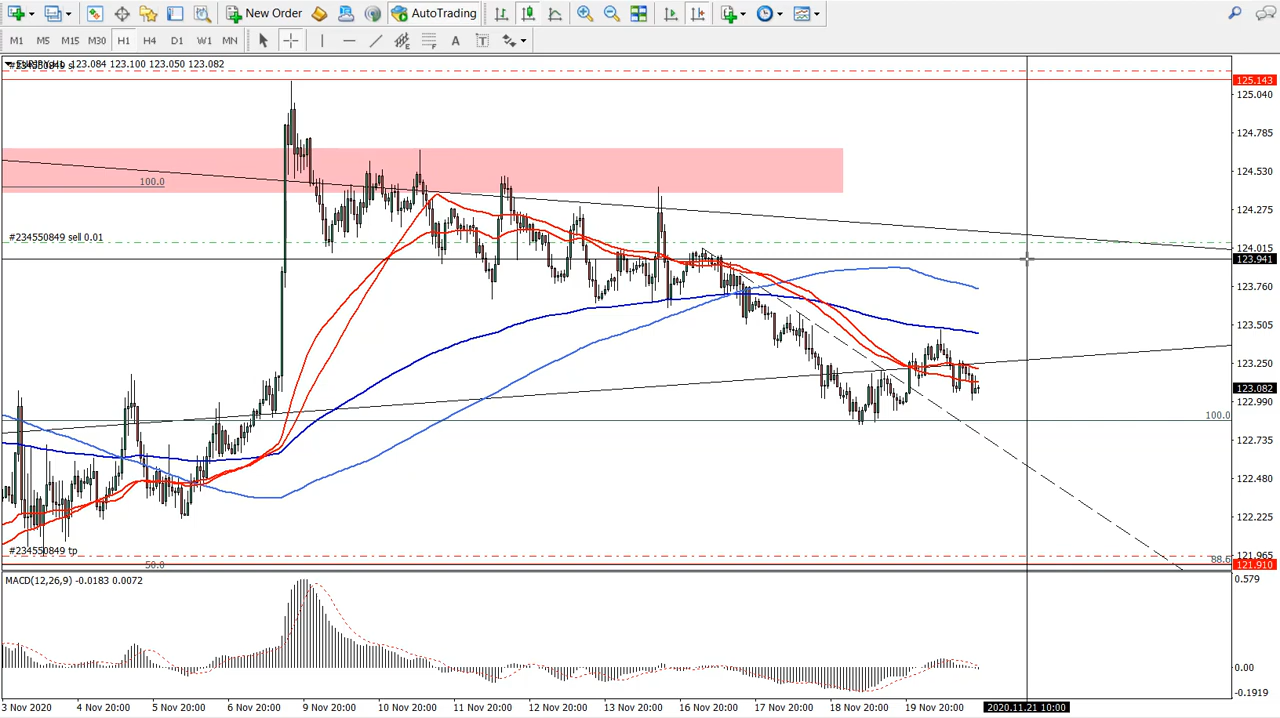 New Order
AutoTrading
M1 M5 M15 M30 H1 H4 D1 W1 MN
A T
123.084 123.100 123.050 123.082
125.143
125.040
124.785
100.0
124.530
124.275
#234550849 sell 0.01
124.015
123.941
123.760
123.505
123.250
123.082
122.990
100.0
122.735
122.480
122.225
#234550849 tp
121.965
88.6
50.0
121.910
MACD(12,26,9) -0.0183 0.0072
0.579
0.00
-0.1919
3 Nov 2020
4 Nov 20:00
5 Nov 20:00
6 Nov 20:00
9 Nov 20:00
10 Nov 20:00
11 Nov 20:00
12 Nov 20:00
13 Nov 20:00
16 Nov 20:00
17 Nov 20:00
18 Nov 20:00
19 Nov 20:00
2020.11.21 10:00